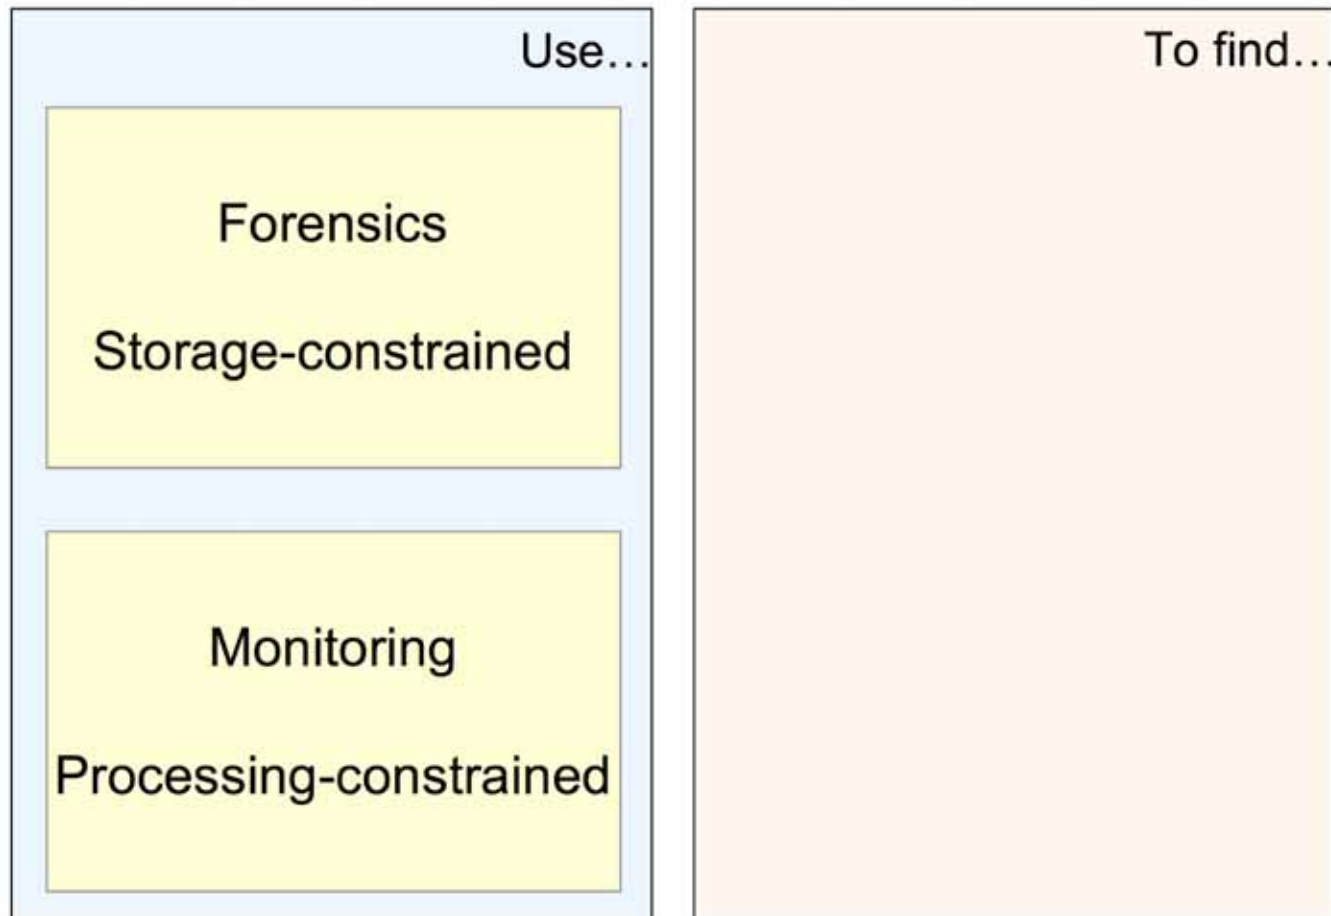 Use…
Forensics
Storage-constrained
Monitoring
Processing-constrained
To find…